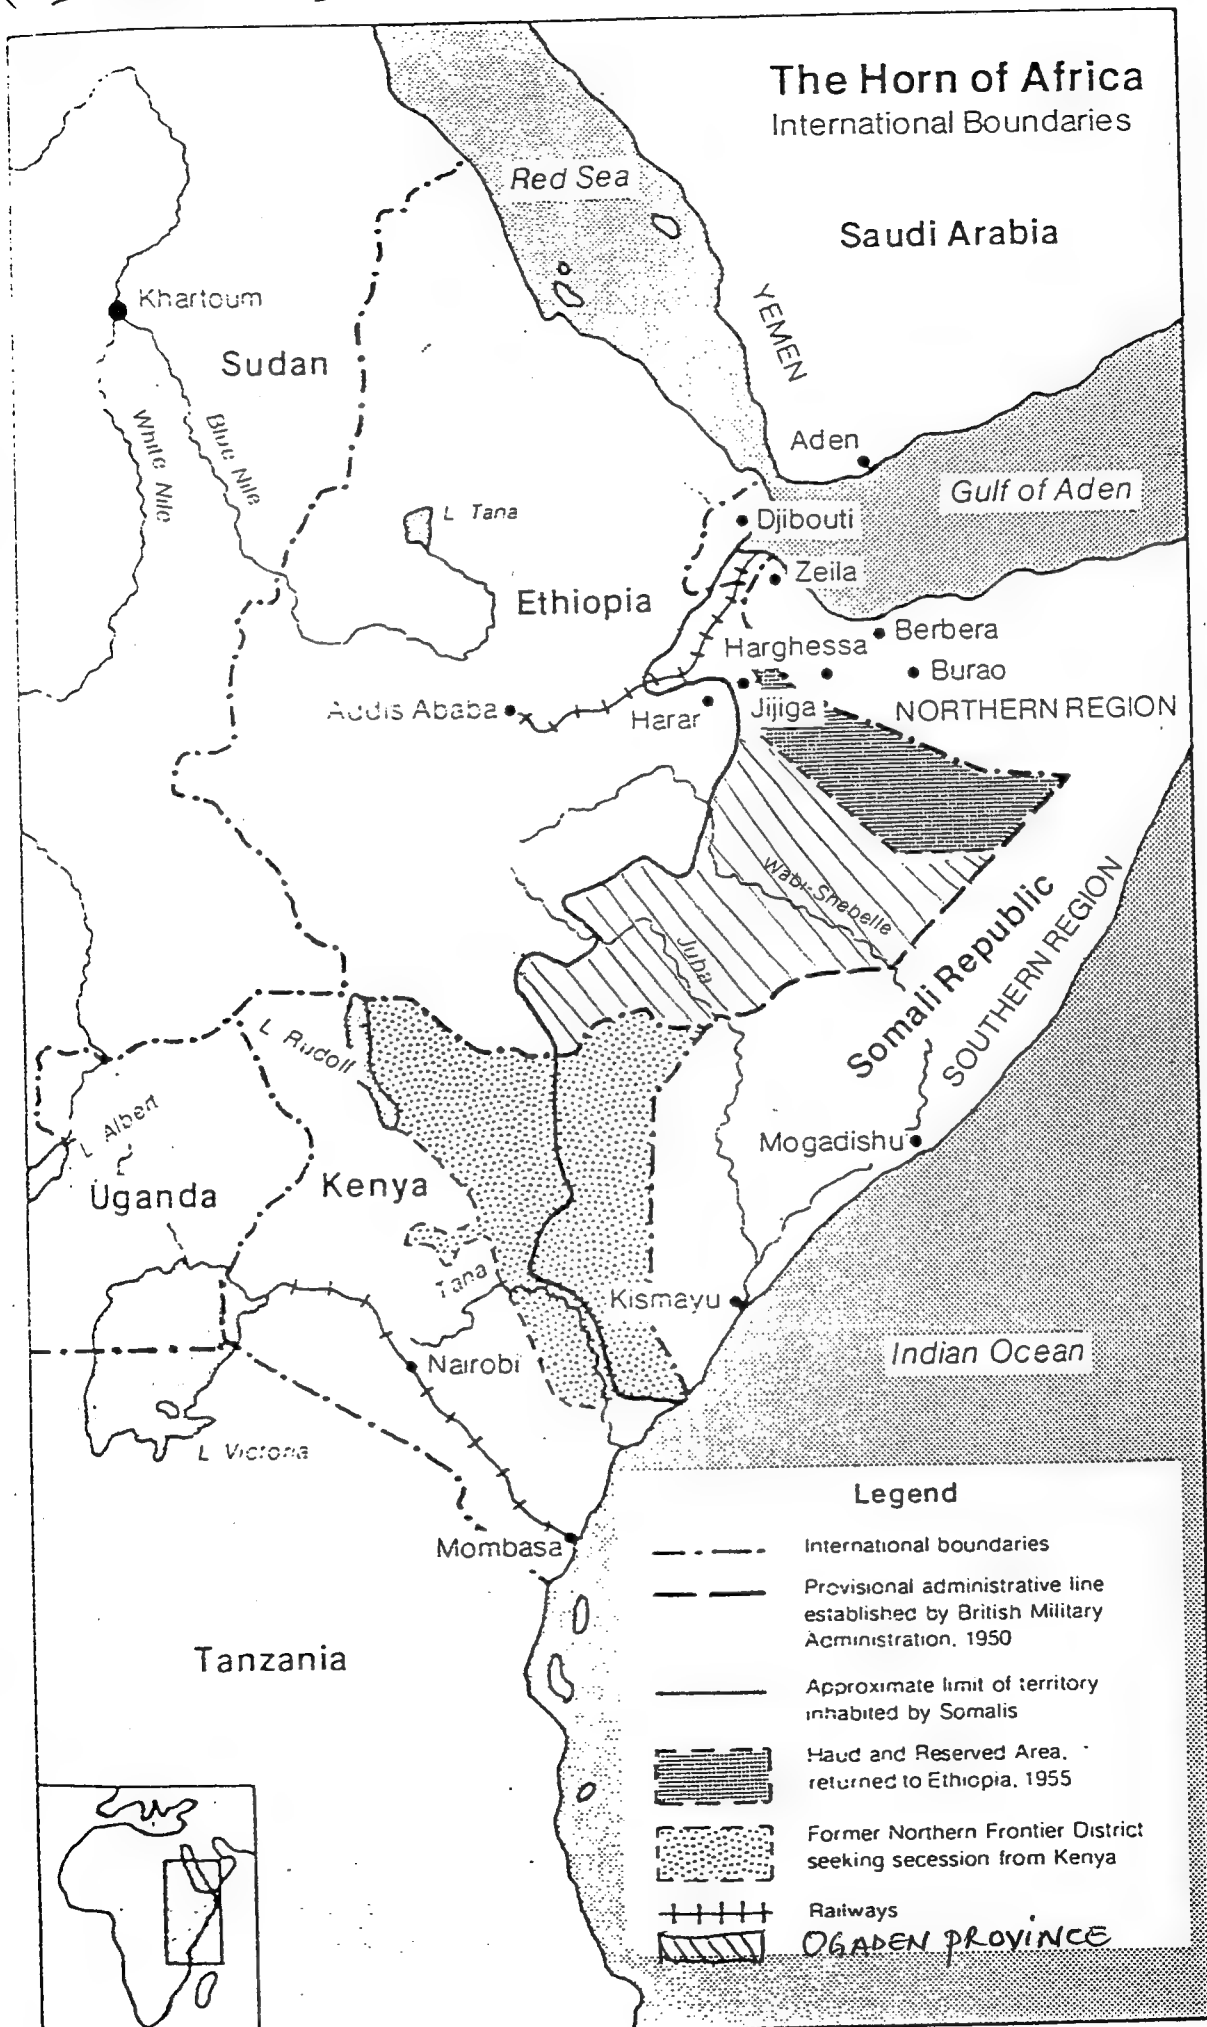 The Horn of Africa
International Boundaries
Red Sea
Saudi Arabia
Khartoum
YEMEN
Sudan
White Nile
Blue Nile
Aden
Gulf of Aden
L Tana
Djibouti
Zeila
Ethiopia
Berbera
Harghessa
Burao
Addis Ababa
Harar
Jijiga
NORTHERN REGION
Wabi-Shebelle
Juba
Somali Republic
SOUTHERN REGION
L Rudolf
L Albert
Mogadishu
Uganda
Kenya
Tana
Kismayu
Indian Ocean
Nairobi
L Victoria
Mombasa
Tanzania
Legend
International boundaries
Provisional administrative line
established by British Military
Administration, 1950
Approximate limit of territory
inhabited by Somalis
Haud and Reserved Area,
returned to Ethiopia, 1955
Former Northern Frontier District
seeking secession from Kenya
Railways
OGADEN PROVINCE